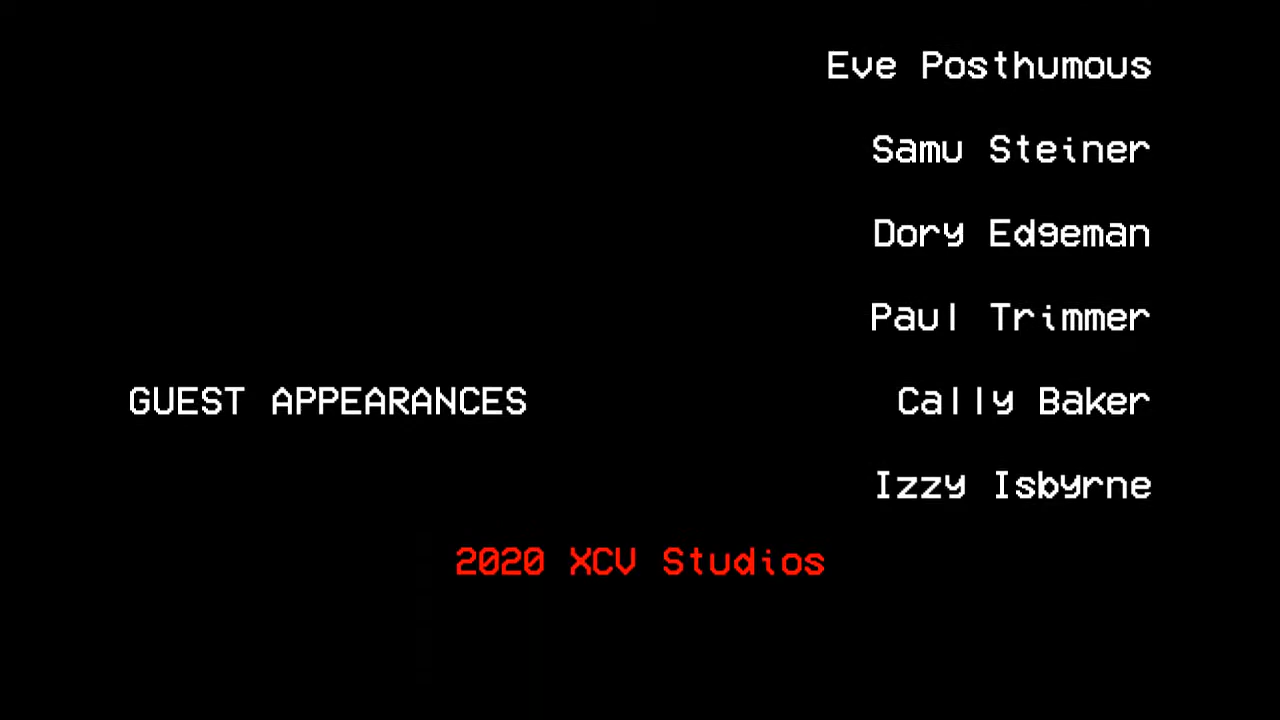 Eve Posthumous
Samu Steiner
Dory Edgeman
Paul Trimmer
GUEST APPEARANCES Cally Baker
Izzy Isbyrne
2020 XCV Studios